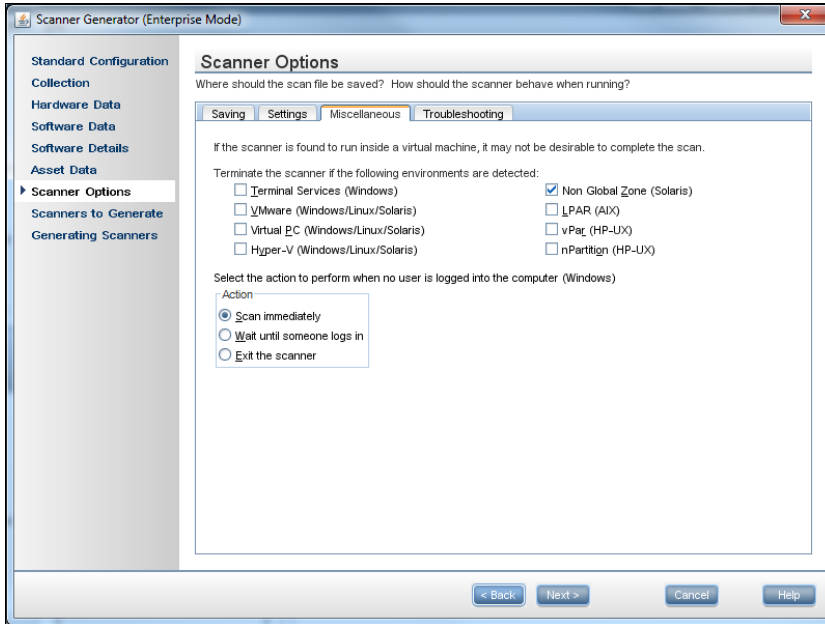 Scanner Generator (Enterprise Mode)
Standard Configuration
Collection
Hardware Data
Software Data
Software Details
Asset Data
Scanner Options
Scanners to Generate
Generating Scanners
Scanner Options
Where should the scan file be saved? How should the scanner behave when running?
Saving Settings Miscellaneous Troubleshooting
If the scanner is found to run inside a virtual machine, it may not be desirable to complete the scan.
Terminate the scanner if the following environments are detected:
Terminal Services (Windows)
VMware (Windows/Linux/Solaris)
Virtual PC (Windows/Linux/Solaris)
Hyper-V (Windows/Linux/Solaris)
Non Global Zone (Solaris)
LPAR (AIX)
vPar (HP-UX)
nPartition (HP-UX)
Select the action to perform when no user is logged into the computer (Windows)
Action
Scan immediately
Wait until someone logs in
Exit the scanner
< Back Next > Cancel Help